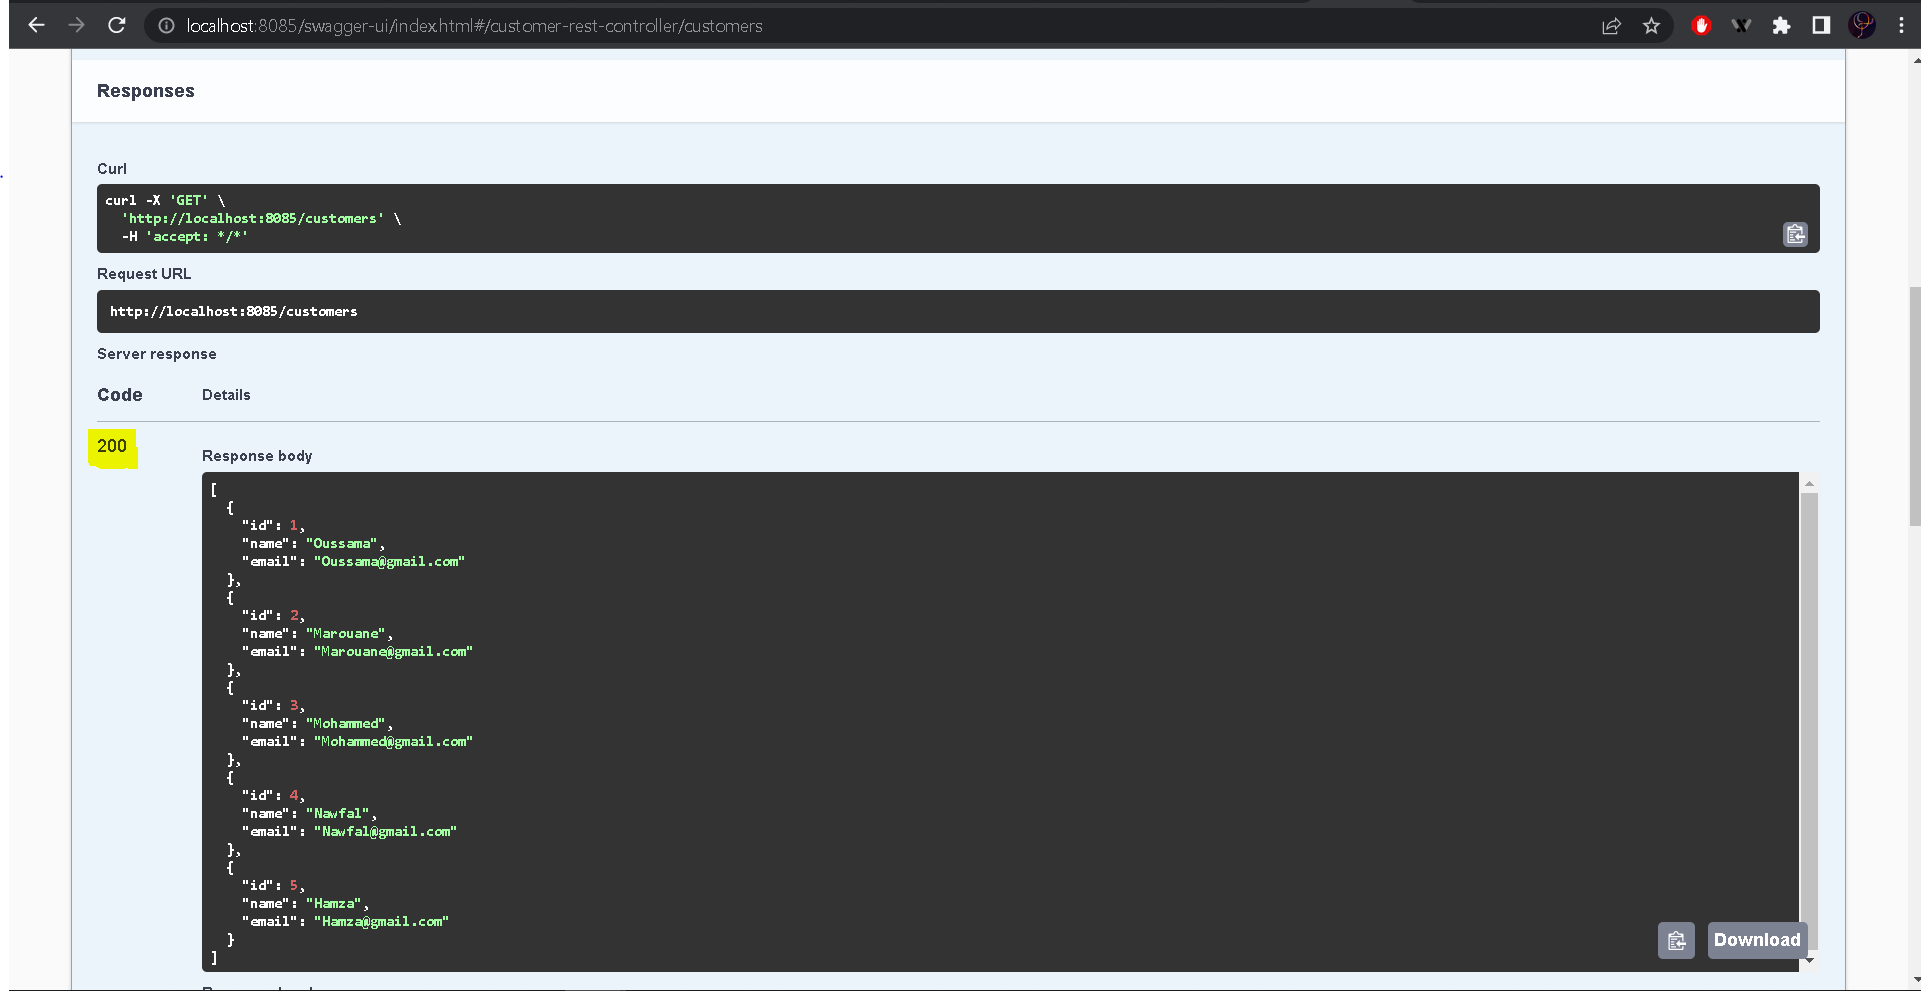 localhost:8085/swagger-ui/index.html#/customer-rest-controller/customers
Responses
Curl
curl -X 'GET' \
'http://localhost:8085/customers' \
-H 'accept: */*'
Request URL
http://localhost:8085/customers
Server response
Code Details
200
Response body
[
{
"id": 1,
"name": "Oussama",
"email": "Oussama@gmail.com"
},
{
"id": 2,
"name": "Marouane",
"email": "Marouane@gmail.com"
},
{
"id": 3,
"name": "Mohammed",
"email": "Mohammed@gmail.com"
},
{
"id": 4,
"name": "Nawfal",
"email": "Nawfal@gmail.com"
},
{
"id": 5,
"name": "Hamza",
"email": "Hamza@gmail.com"
}
]
Download